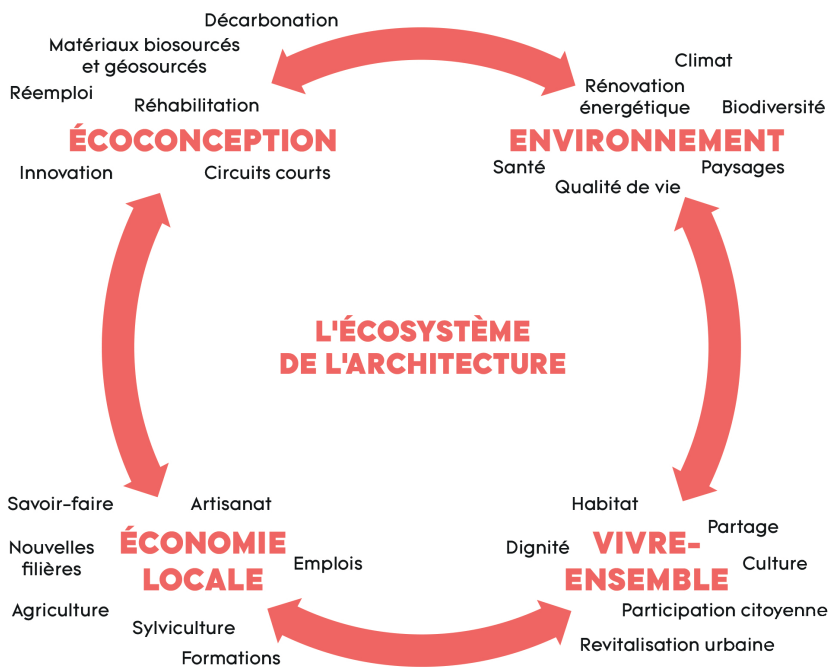 Décarbonation
Matériaux biosourcés
et géosourcés
Réemploi
Réhabilitation
ÉCOCONCEPTION
Innovation
Circuits courts
Climat
Rénovation
énergétique
Biodiversité
ENVIRONNEMENT
Santé
Paysages
Qualité de vie
L'ÉCOSYSTÈME
DE L'ARCHITECTURE
Savoir-faire
Artisanat
Nouvelles
filières
ÉCONOMIE
LOCALE
Emplois
Agriculture
Sylviculture
Formations
Habitat
Partage
Dignité
VIVRE-
ENSEMBLE
Culture
Participation citoyenne
Revitalisation urbaine